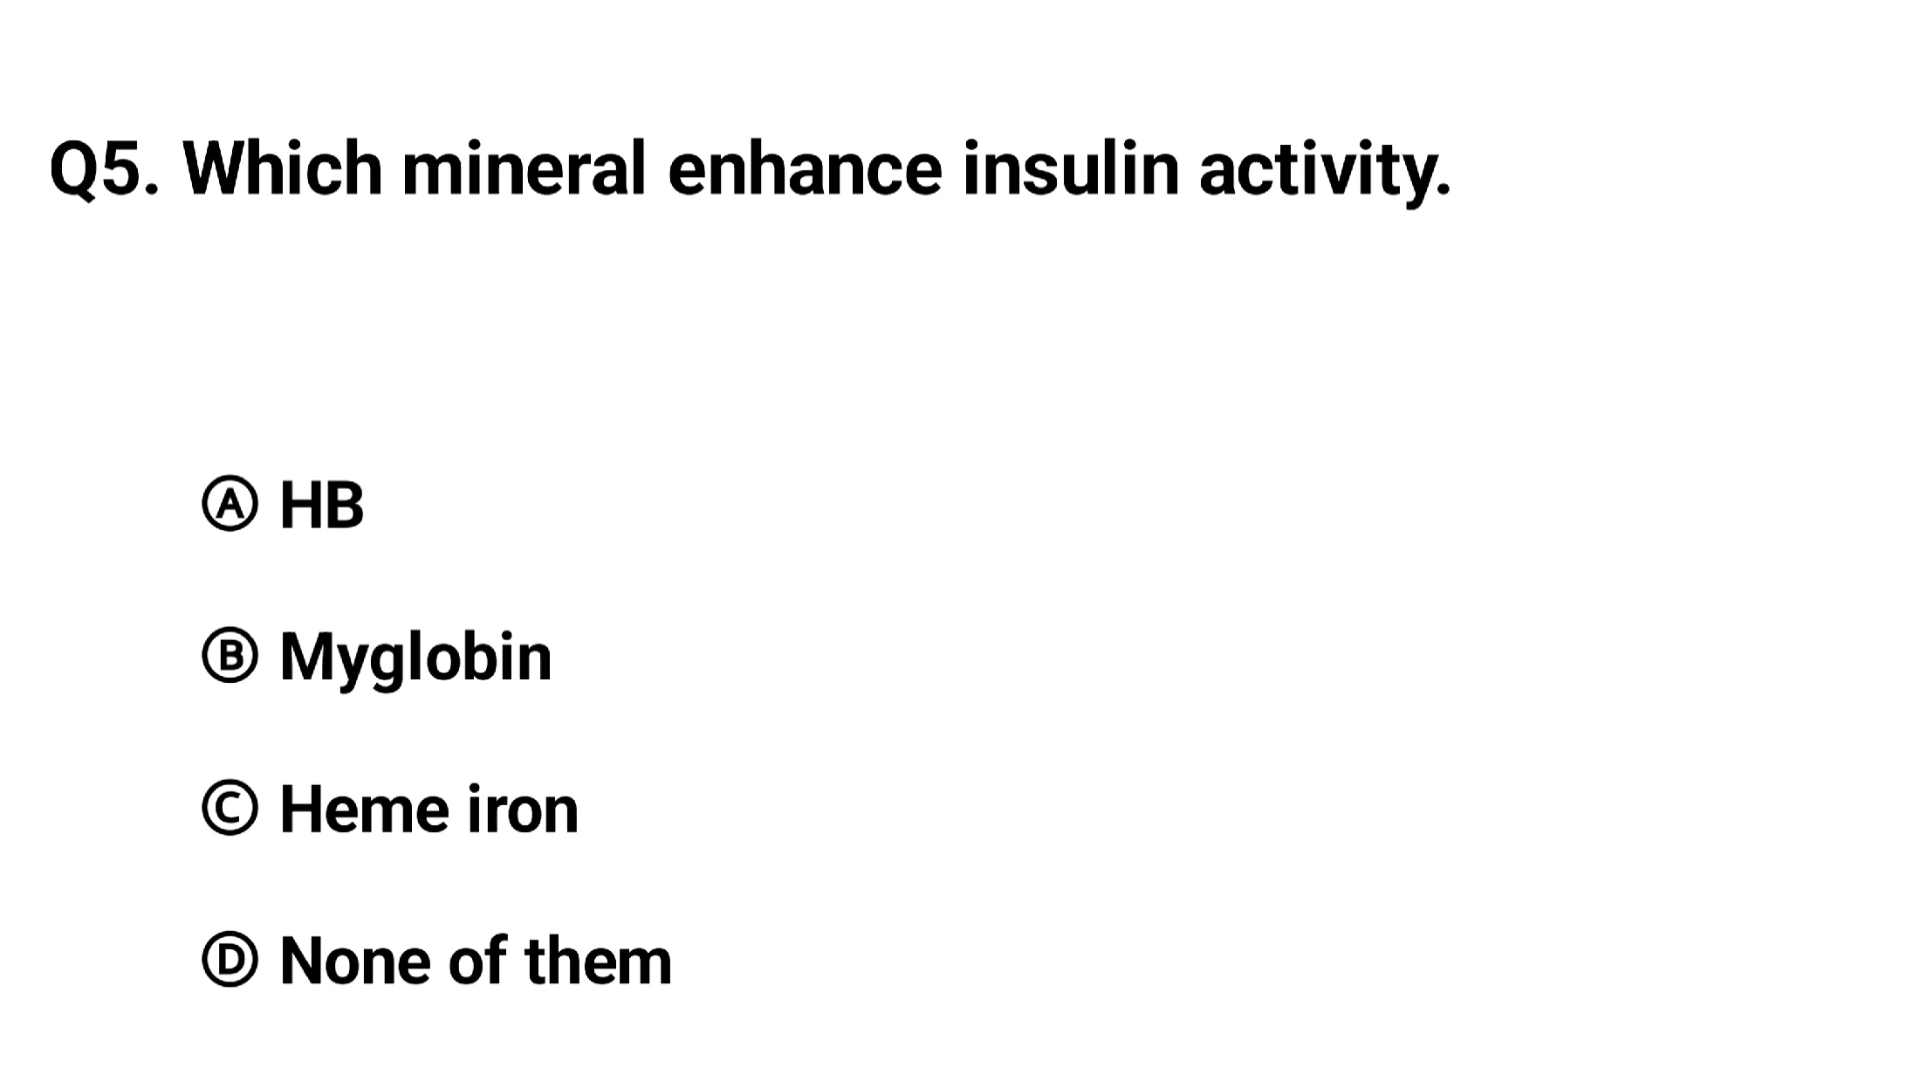 Q5. Which mineral enhance insulin activity.
Ⓐ HB
Ⓑ Myglobin
Ⓒ Heme iron
Ⓓ None of them